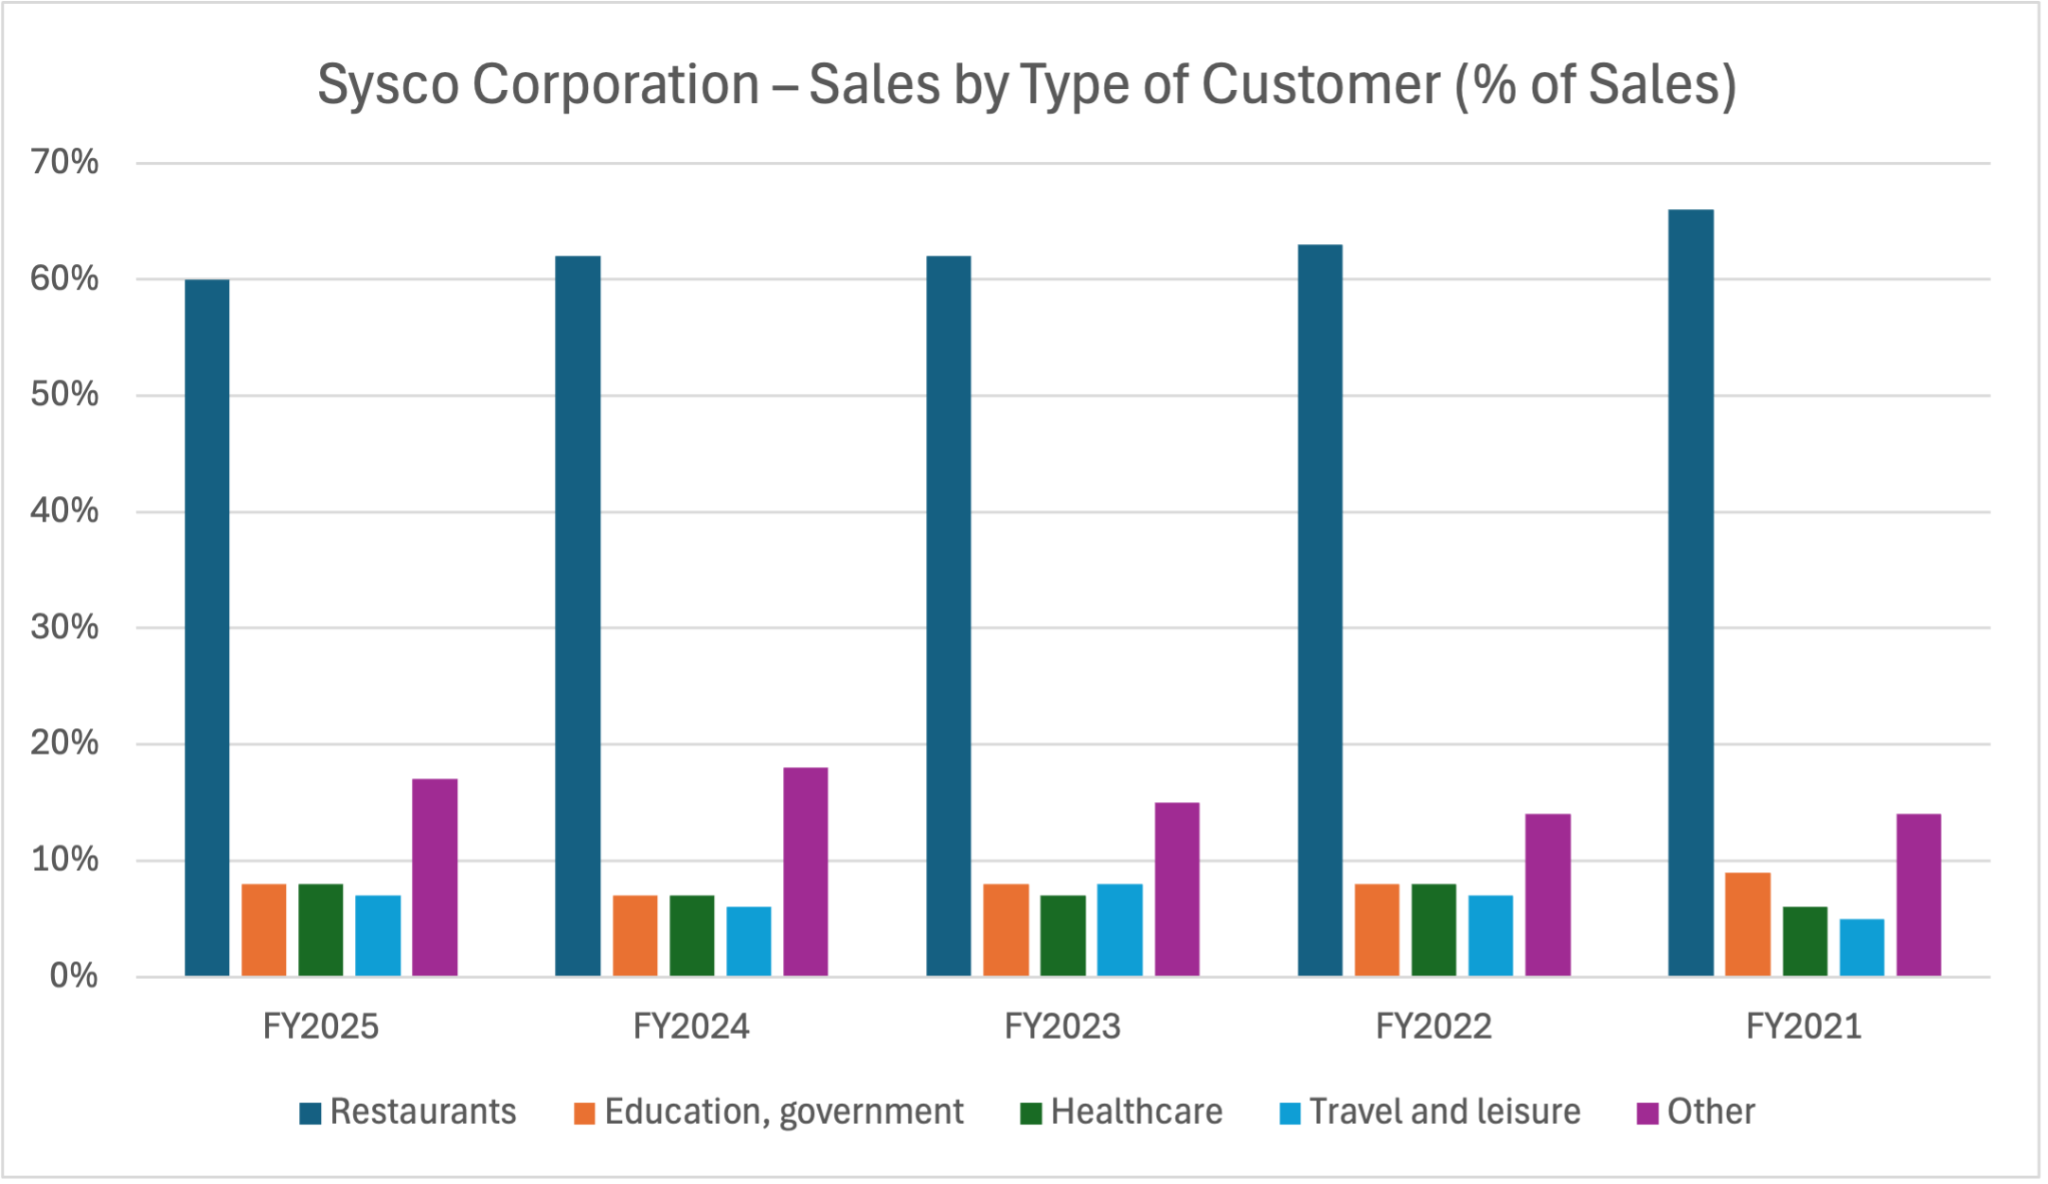 Sysco Corporation – Sales by Type of Customer (% of Sales)
70%
60%
50%
40%
30%
20%
10%
0%
FY2025 FY2024 FY2023 FY2022 FY2021
Restaurants Education, government Healthcare Travel and leisure Other